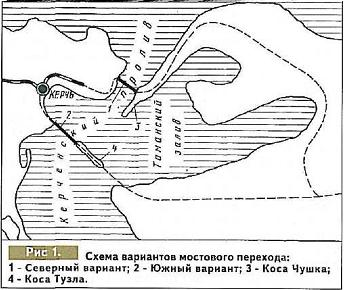 1
КЕРЧЬ
Керченский пролив
2
3
4
Таманский
залив
Рис 1. Схема вариантов мостового перехода:
1 - Северный вариант; 2 - Южный вариант; 3 - Коса Чушка;
4 - Коса Тузла.